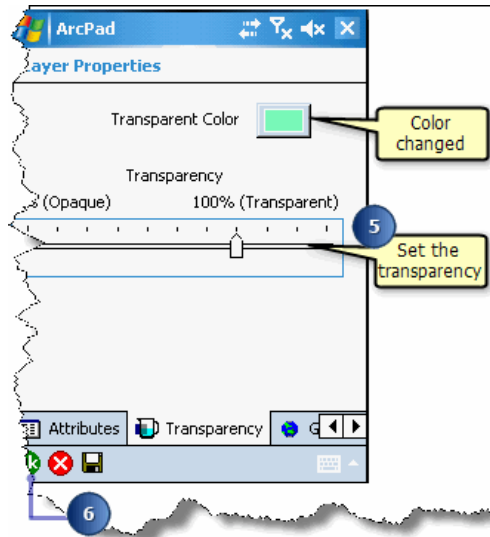 ArcPad
ayer Properties
Transparent Color
Color
changed
Transparency
% (Opaque)
100% (Transparent)
5
Set the
transparency
Attributes
Transparency
G
k
6